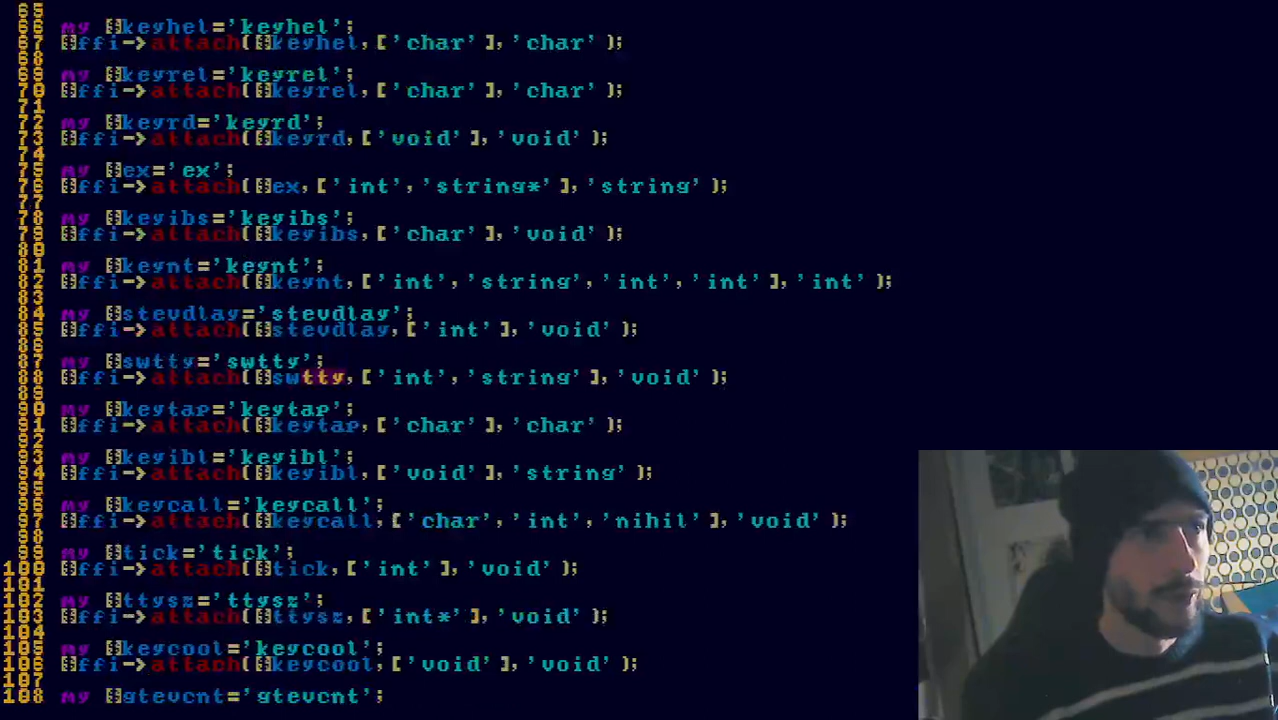 65
66 my $keyhel='keyhel';
67 $ffi->attach($keyhel,['char'],'char');
68
69 my $keyrel='keyrel';
70 $ffi->attach($keyrel,['char'],'char');
71
72 my $keyrd='keyrd';
73 $ffi->attach($keyrd,['void'],'void');
74
75 my $ex='ex';
76 $ffi->attach($ex,['int','string*'],'string');
77
78 my $keyibs='keyibs';
79 $ffi->attach($keyibs,['char'],'void');
80
81 my $keynt='keynt';
82 $ffi->attach($keynt,['int','string','int','int'],'int');
83
84 my $stevdlay='stevdlay';
85 $ffi->attach($stevdlay,['int'],'void');
86
87 my $swtty='swtty';
88 $ffi->attach($swtty,['int','string'],'void');
89
90 my $keytap='keytap';
91 $ffi->attach($keytap,['char'],'char');
92
93 my $keyibl='keyibl';
94 $ffi->attach($keyibl,['void'],'string');
95
96 my $keycall='keycall';
97 $ffi->attach($keycall,['char','int','nihil'],'void');
98
99 my $tick='tick';
100 $ffi->attach($tick,['int'],'void');
101
102 my $ttysz='ttysz';
103 $ffi->attach($ttysz,['int*'],'void');
104
105 my $keycool='keycool';
106 $ffi->attach($keycool,['void'],'void');
107
108 my $gtevcnt='gtevcnt';